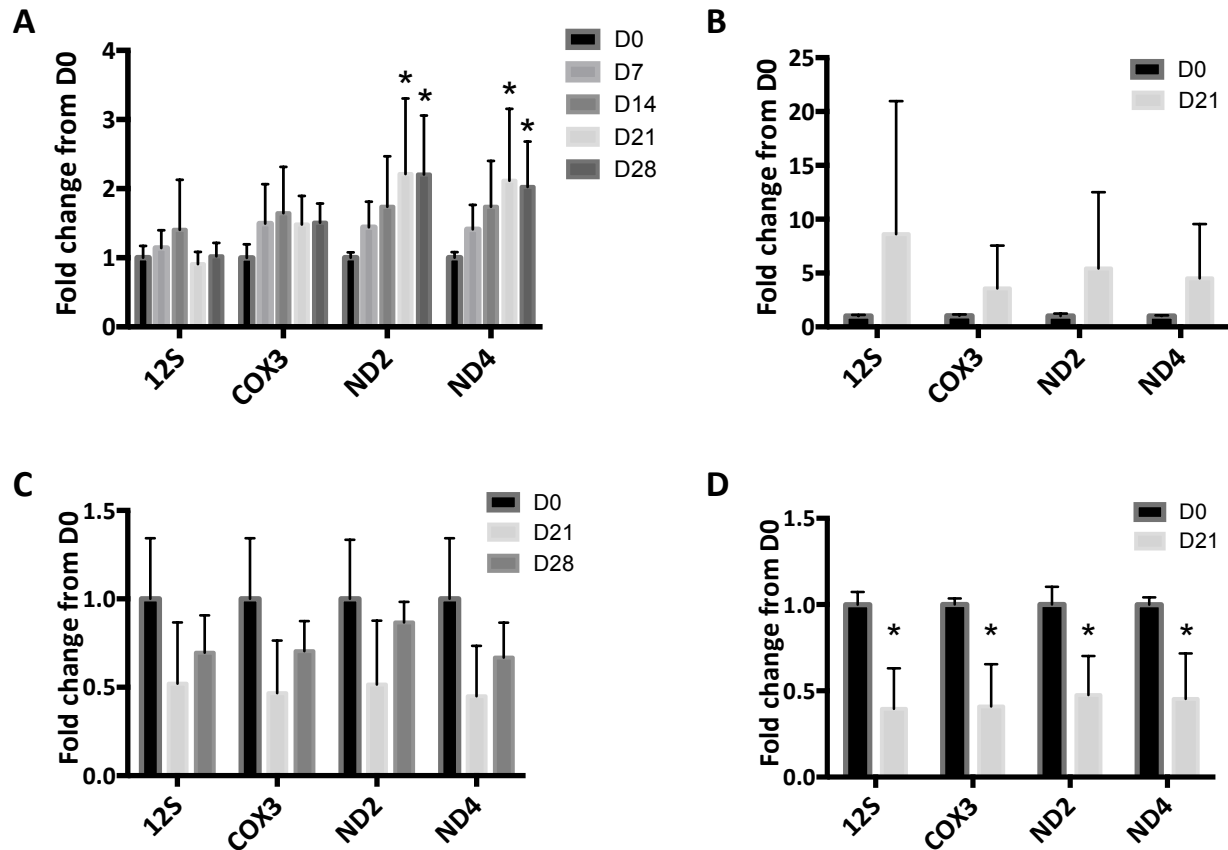 A
Fold change from D0
4
3
2
1
0
* * * *
12S COX3 ND2 ND4
D0
D7
D14
D21
D28
B
Fold change from D0
25
20
15
10
5
0
12S COX3 ND2 ND4
D0
D21
C
Fold change from D0
1.5
1.0
0.5
0.0
12S COX3 ND2 ND4
D0
D21
D28
D
Fold change from D0
1.5
1.0
0.5
0.0
* * * *
12S COX3 ND2 ND4
D0
D21